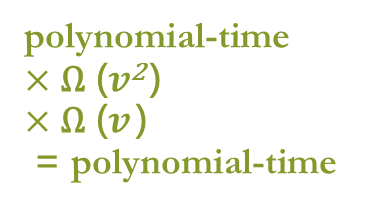 polynomial-time
× Ω (v²)
× Ω (v)
= polynomial-time